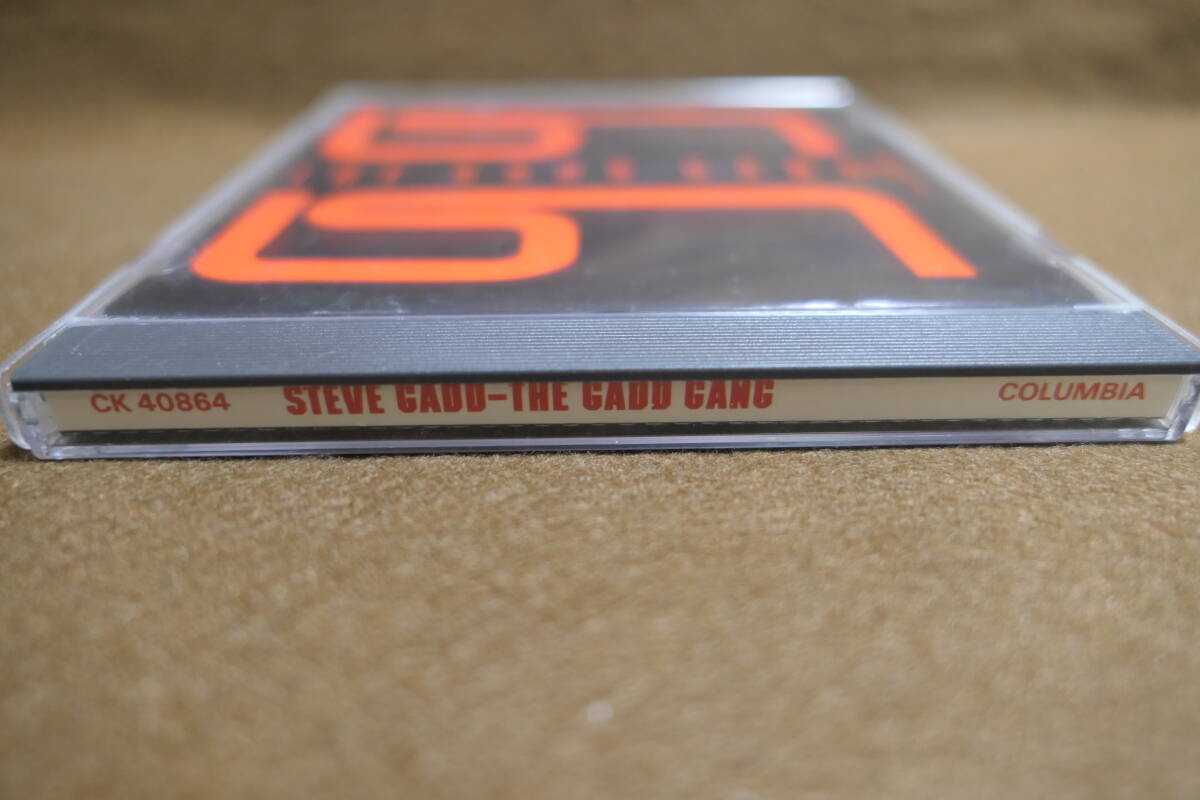 CK 40864 STEVE GADD-THE GADD GANG COLUMBIA